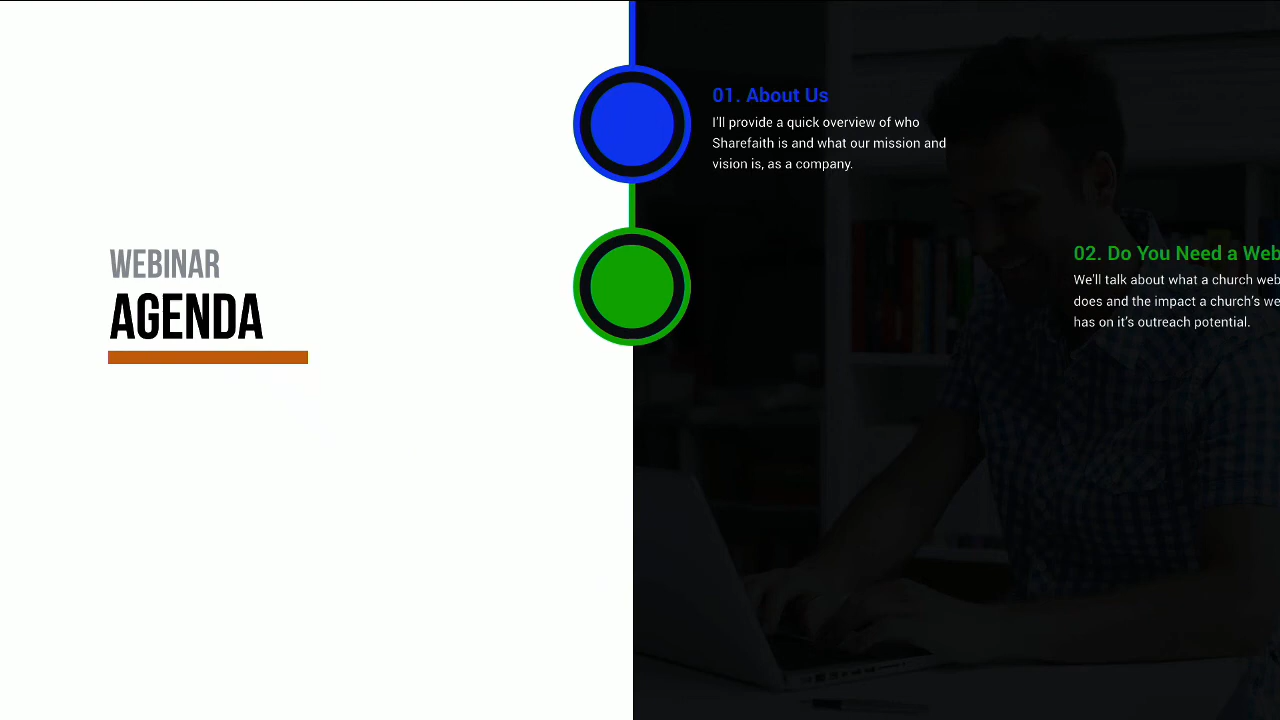 WEBINAR
AGENDA
01. About Us
I'll provide a quick overview of who
Sharefaith is and what our mission and
vision is, as a company.
02. Do You Need a Web
We'll talk about what a church web
does and the impact a church's we
has on it's outreach potential.